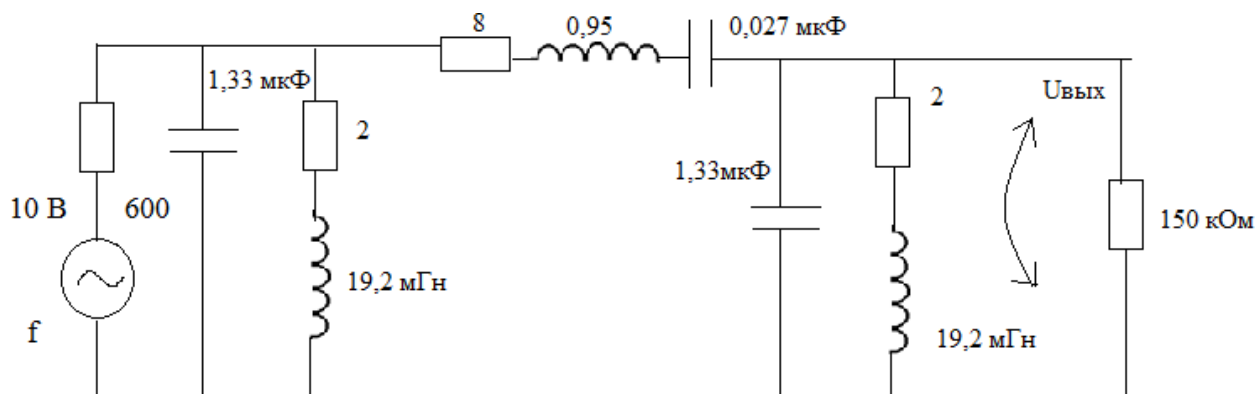 8
0,95
0,027 мкФ
1,33 мкФ
2
10 В
600
f
19,2 мГн
1,33мкФ
2
Uвых
150 кОм
19,2 мГн